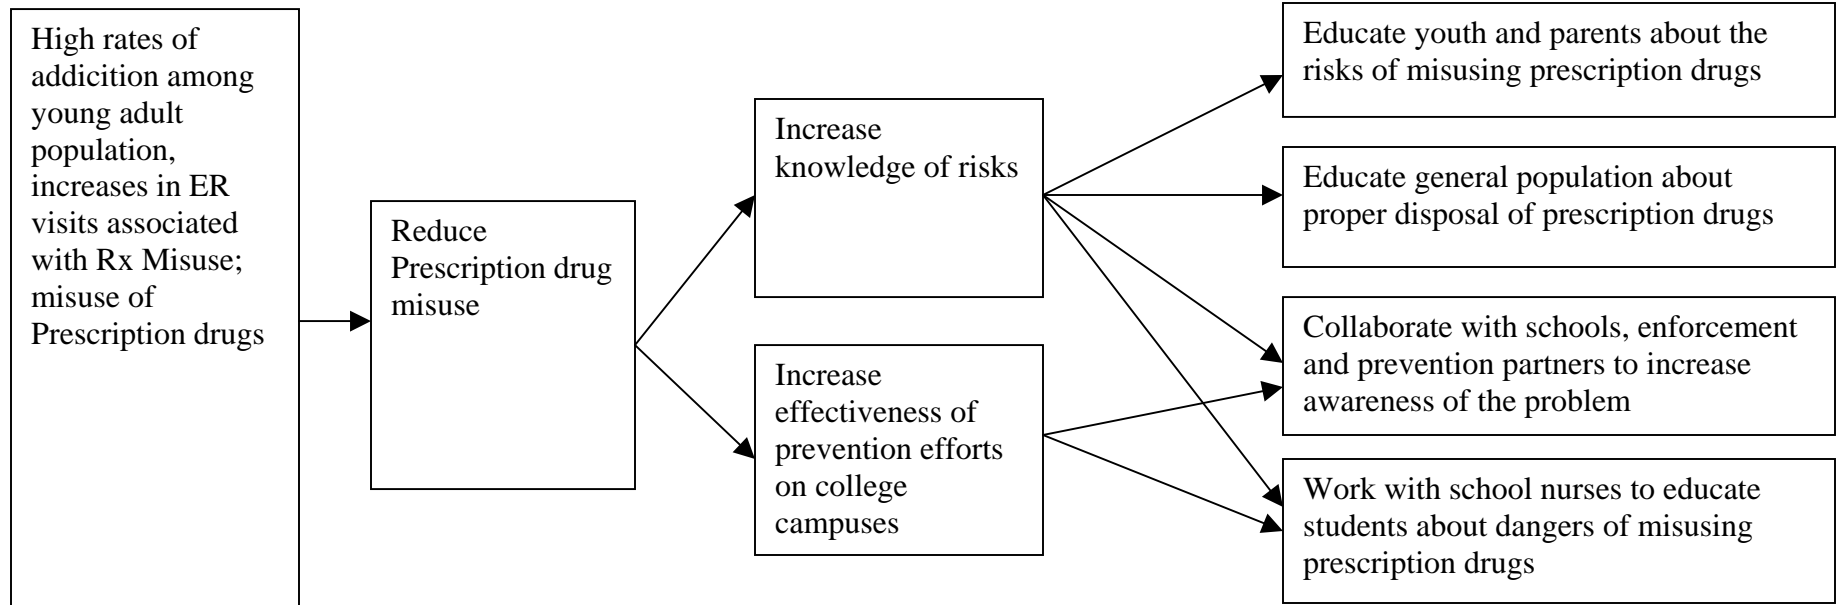 High rates of
addicition among
young adult
population,
increases in ER
visits associated
with Rx Misuse;
misuse of
Prescription drugs
Reduce
Prescription drug
misuse
Increase
knowledge of risks
Increase
effectiveness of
prevention efforts
on college
campuses
Educate youth and parents about the
risks of misusing prescription drugs
Educate general population about
proper disposal of prescription drugs
Collaborate with schools, enforcement
and prevention partners to increase
awareness of the problem
Work with school nurses to educate
students about dangers of misusing
prescription drugs